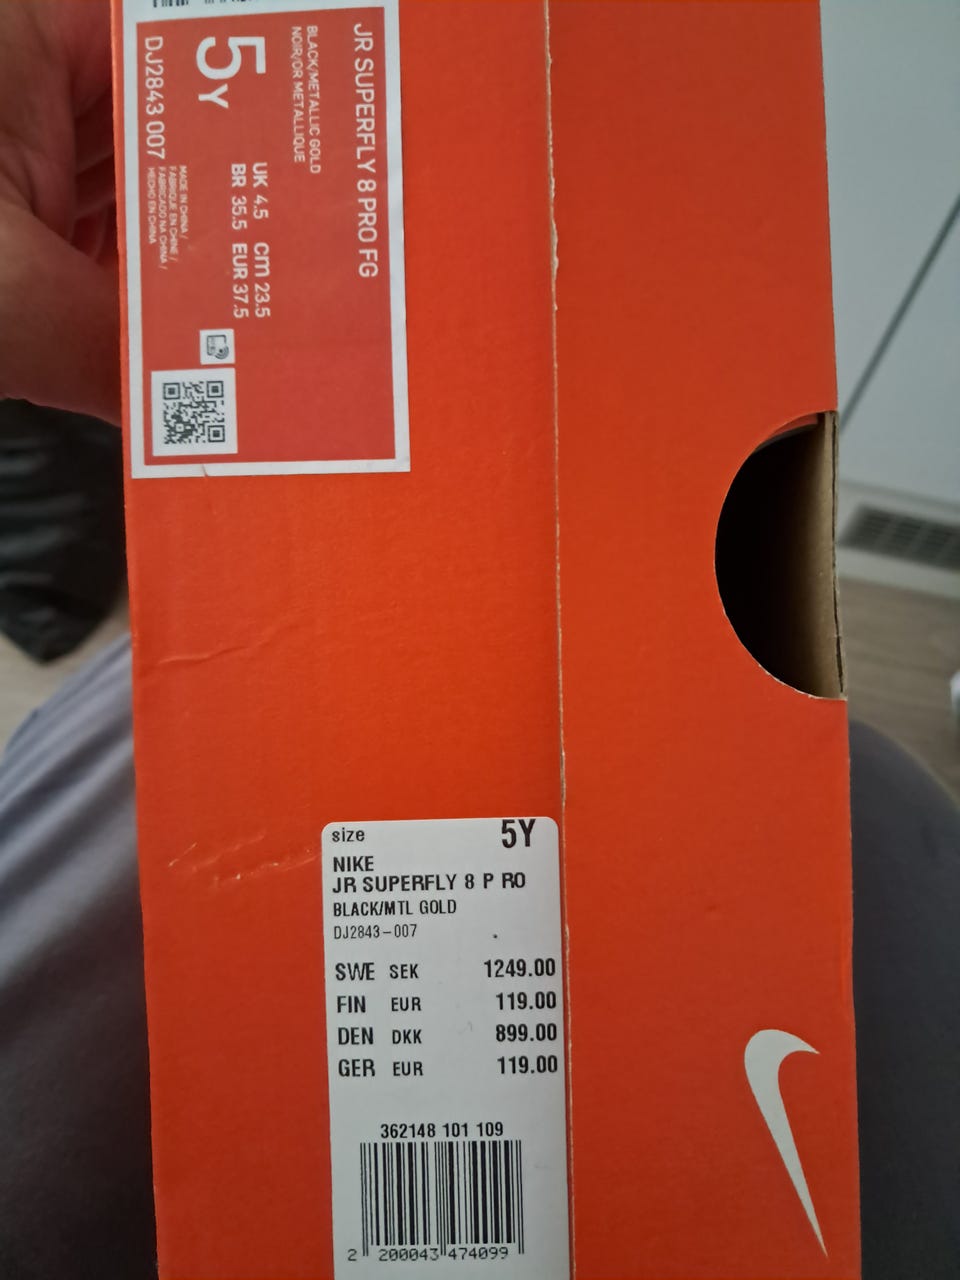 JR SUPERFLY 8 PRO FG
BLACK/METALLIC GOLD
NOIR/OR METALLIQUE
UK 4.5 cm 23.5
BR 35.5 EUR 37.5
5Y
MADE IN CHINA /
FABRIQUE EN CHINE /
FABRICADO NA CHINA /
HECHO EN CHINA
DJ2843 007
size 5Y
NIKE
JR SUPERFLY 8 P RO
BLACK/MTL GOLD
DJ2843-007
SWE SEK 1249.00
FIN EUR 119.00
DEN DKK 899.00
GER EUR 119.00
362148 101 109
2 200043 474099